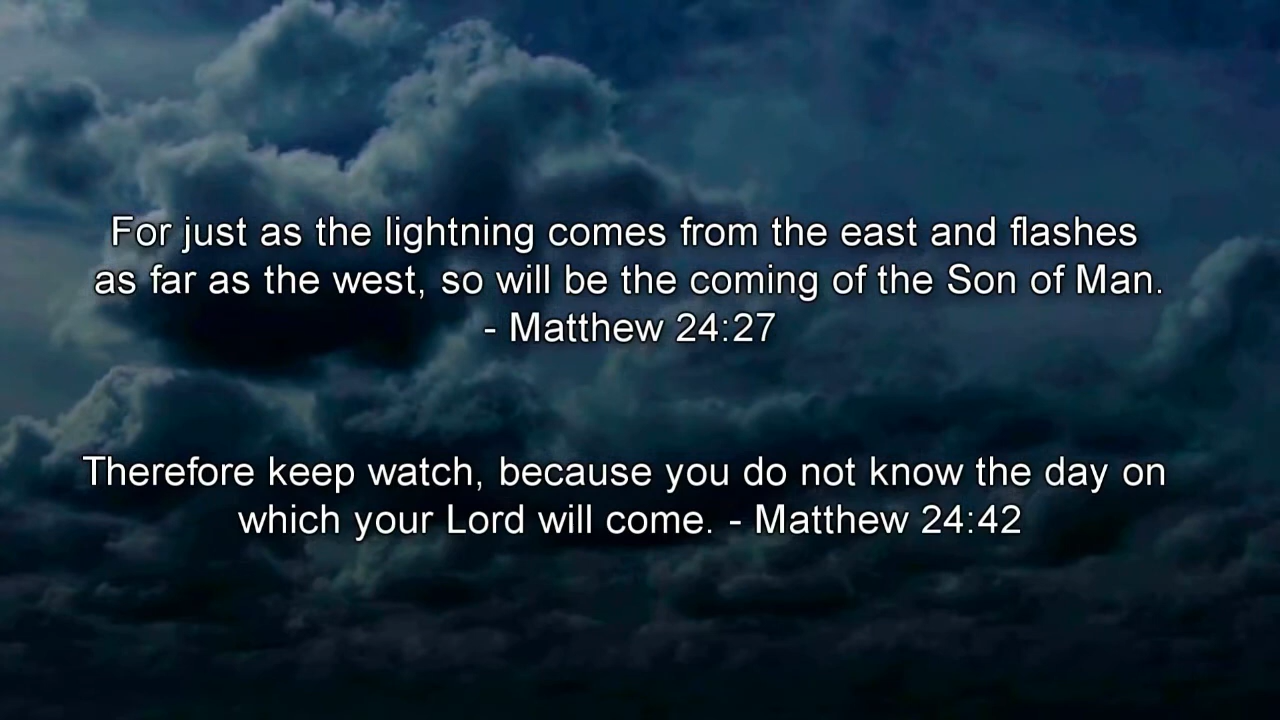 For just as the lightning comes from the east and flashes
as far as the west, so will be the coming of the Son of Man.
- Matthew 24:27
Therefore keep watch, because you do not know the day on
which your Lord will come. - Matthew 24:42